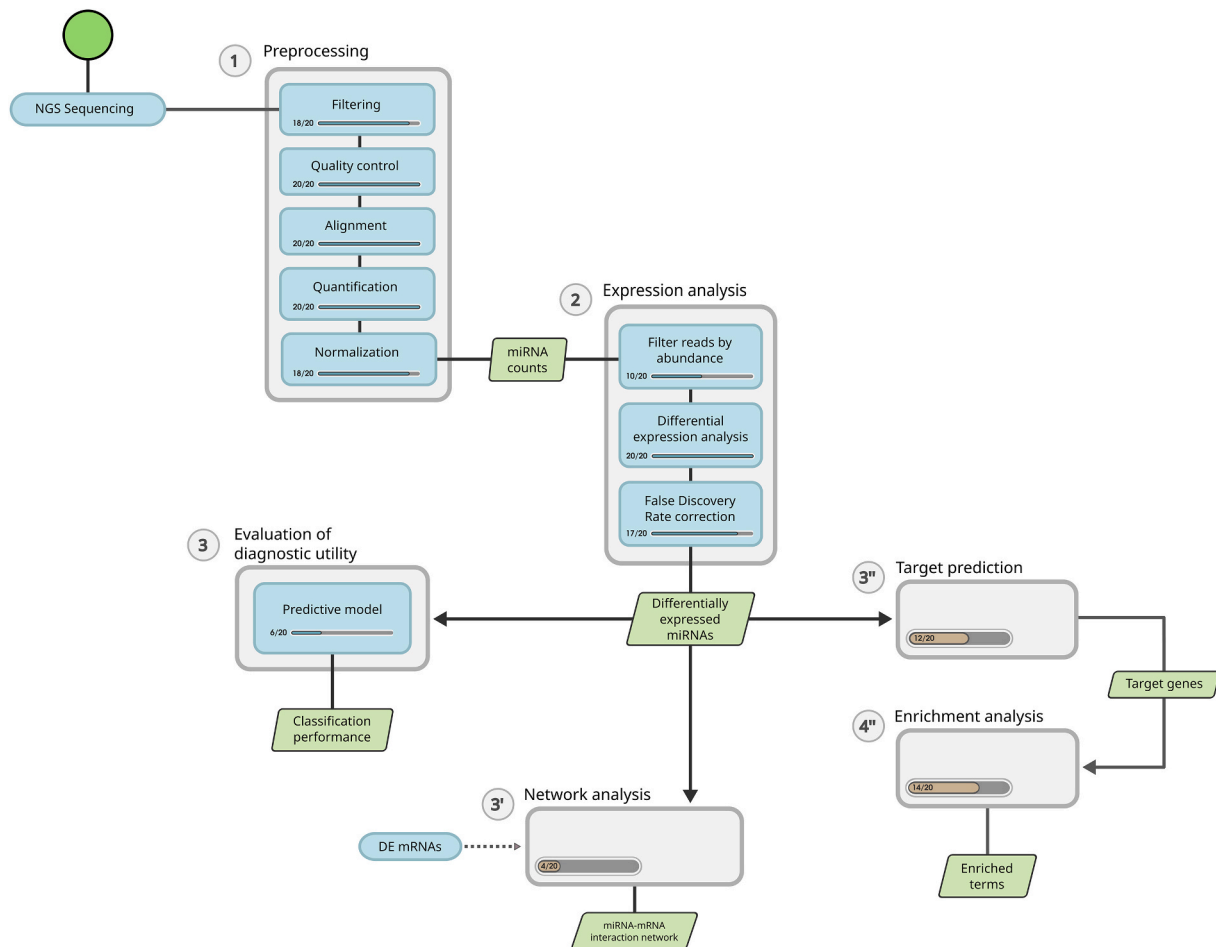 1
Preprocessing
NGS Sequencing
Filtering
18/20
Quality control
20/20
Alignment
20/20
Quantification
20/20
Normalization
18/20
miRNA
counts
2
Expression analysis
Filter reads by
abundance
10/20
Differential
expression analysis
20/20
False Discovery
Rate correction
17/20
3
Evaluation of
diagnostic utility
Predictive model
6/20
Classification
performance
Differentially
expressed
miRNAs
3"
Target prediction
12/20
Target genes
4"
Enrichment analysis
14/20
Enriched
terms
3'
Network analysis
DE mRNAs
4/20
miRNA-mRNA
interaction network